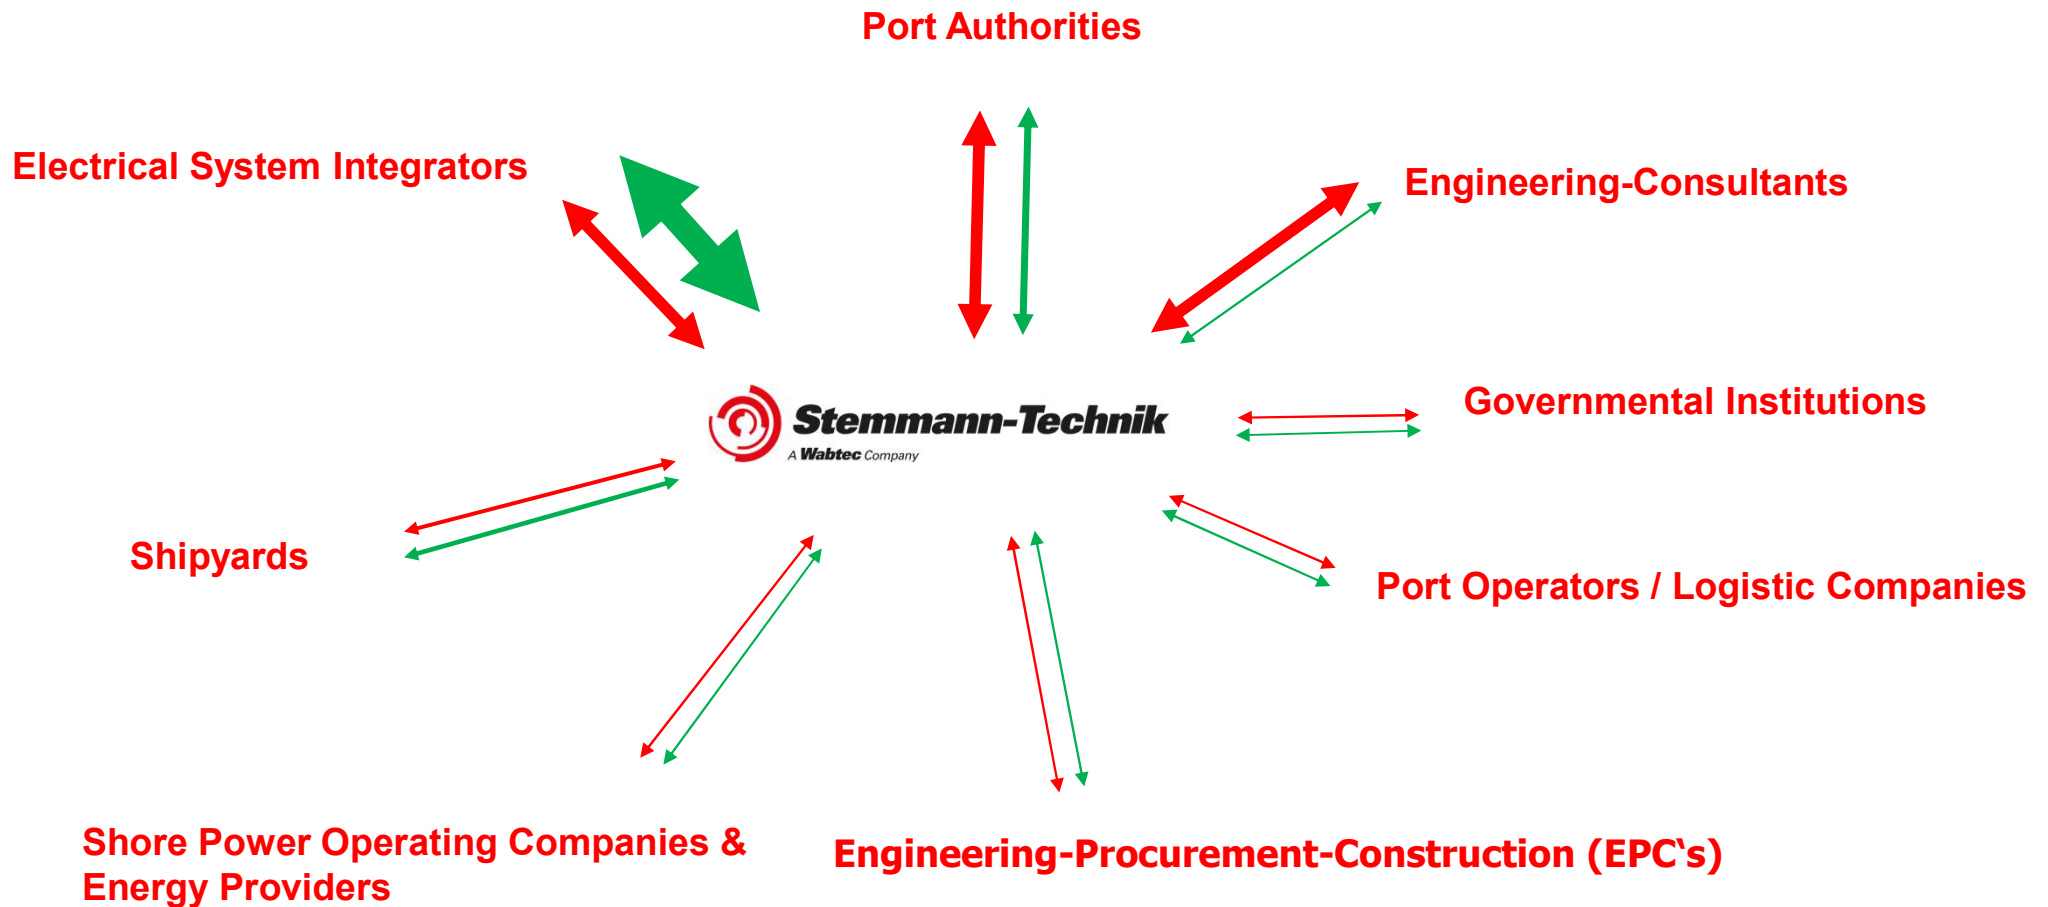 Port Authorities
Electrical System Integrators
Engineering-Consultants
Stemmann-Technik
A Wabtec Company
Governmental Institutions
Shipyards
Port Operators / Logistic Companies
Shore Power Operating Companies &
Energy Providers
Engineering-Procurement-Construction (EPC‘s)